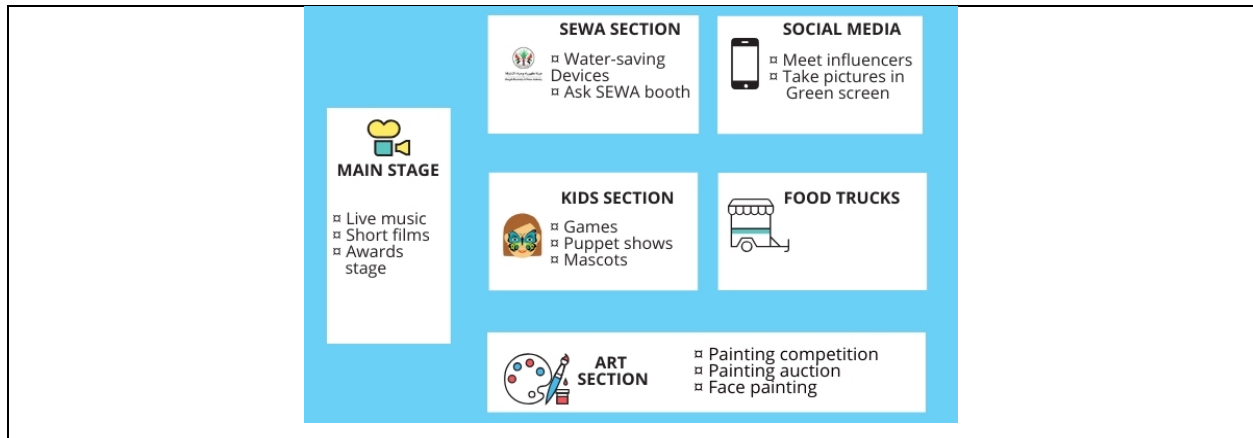 SEWA SECTION
¤ Water-saving
Devices
¤ Ask SEWA booth
SOCIAL MEDIA
¤ Meet influencers
¤ Take pictures in
Green screen
MAIN STAGE
¤ Live music
¤ Short films
¤ Awards
stage
KIDS SECTION
¤ Games
¤ Puppet shows
¤ Mascots
FOOD TRUCKS
ART
SECTION
¤ Painting competition
¤ Painting auction
¤ Face painting